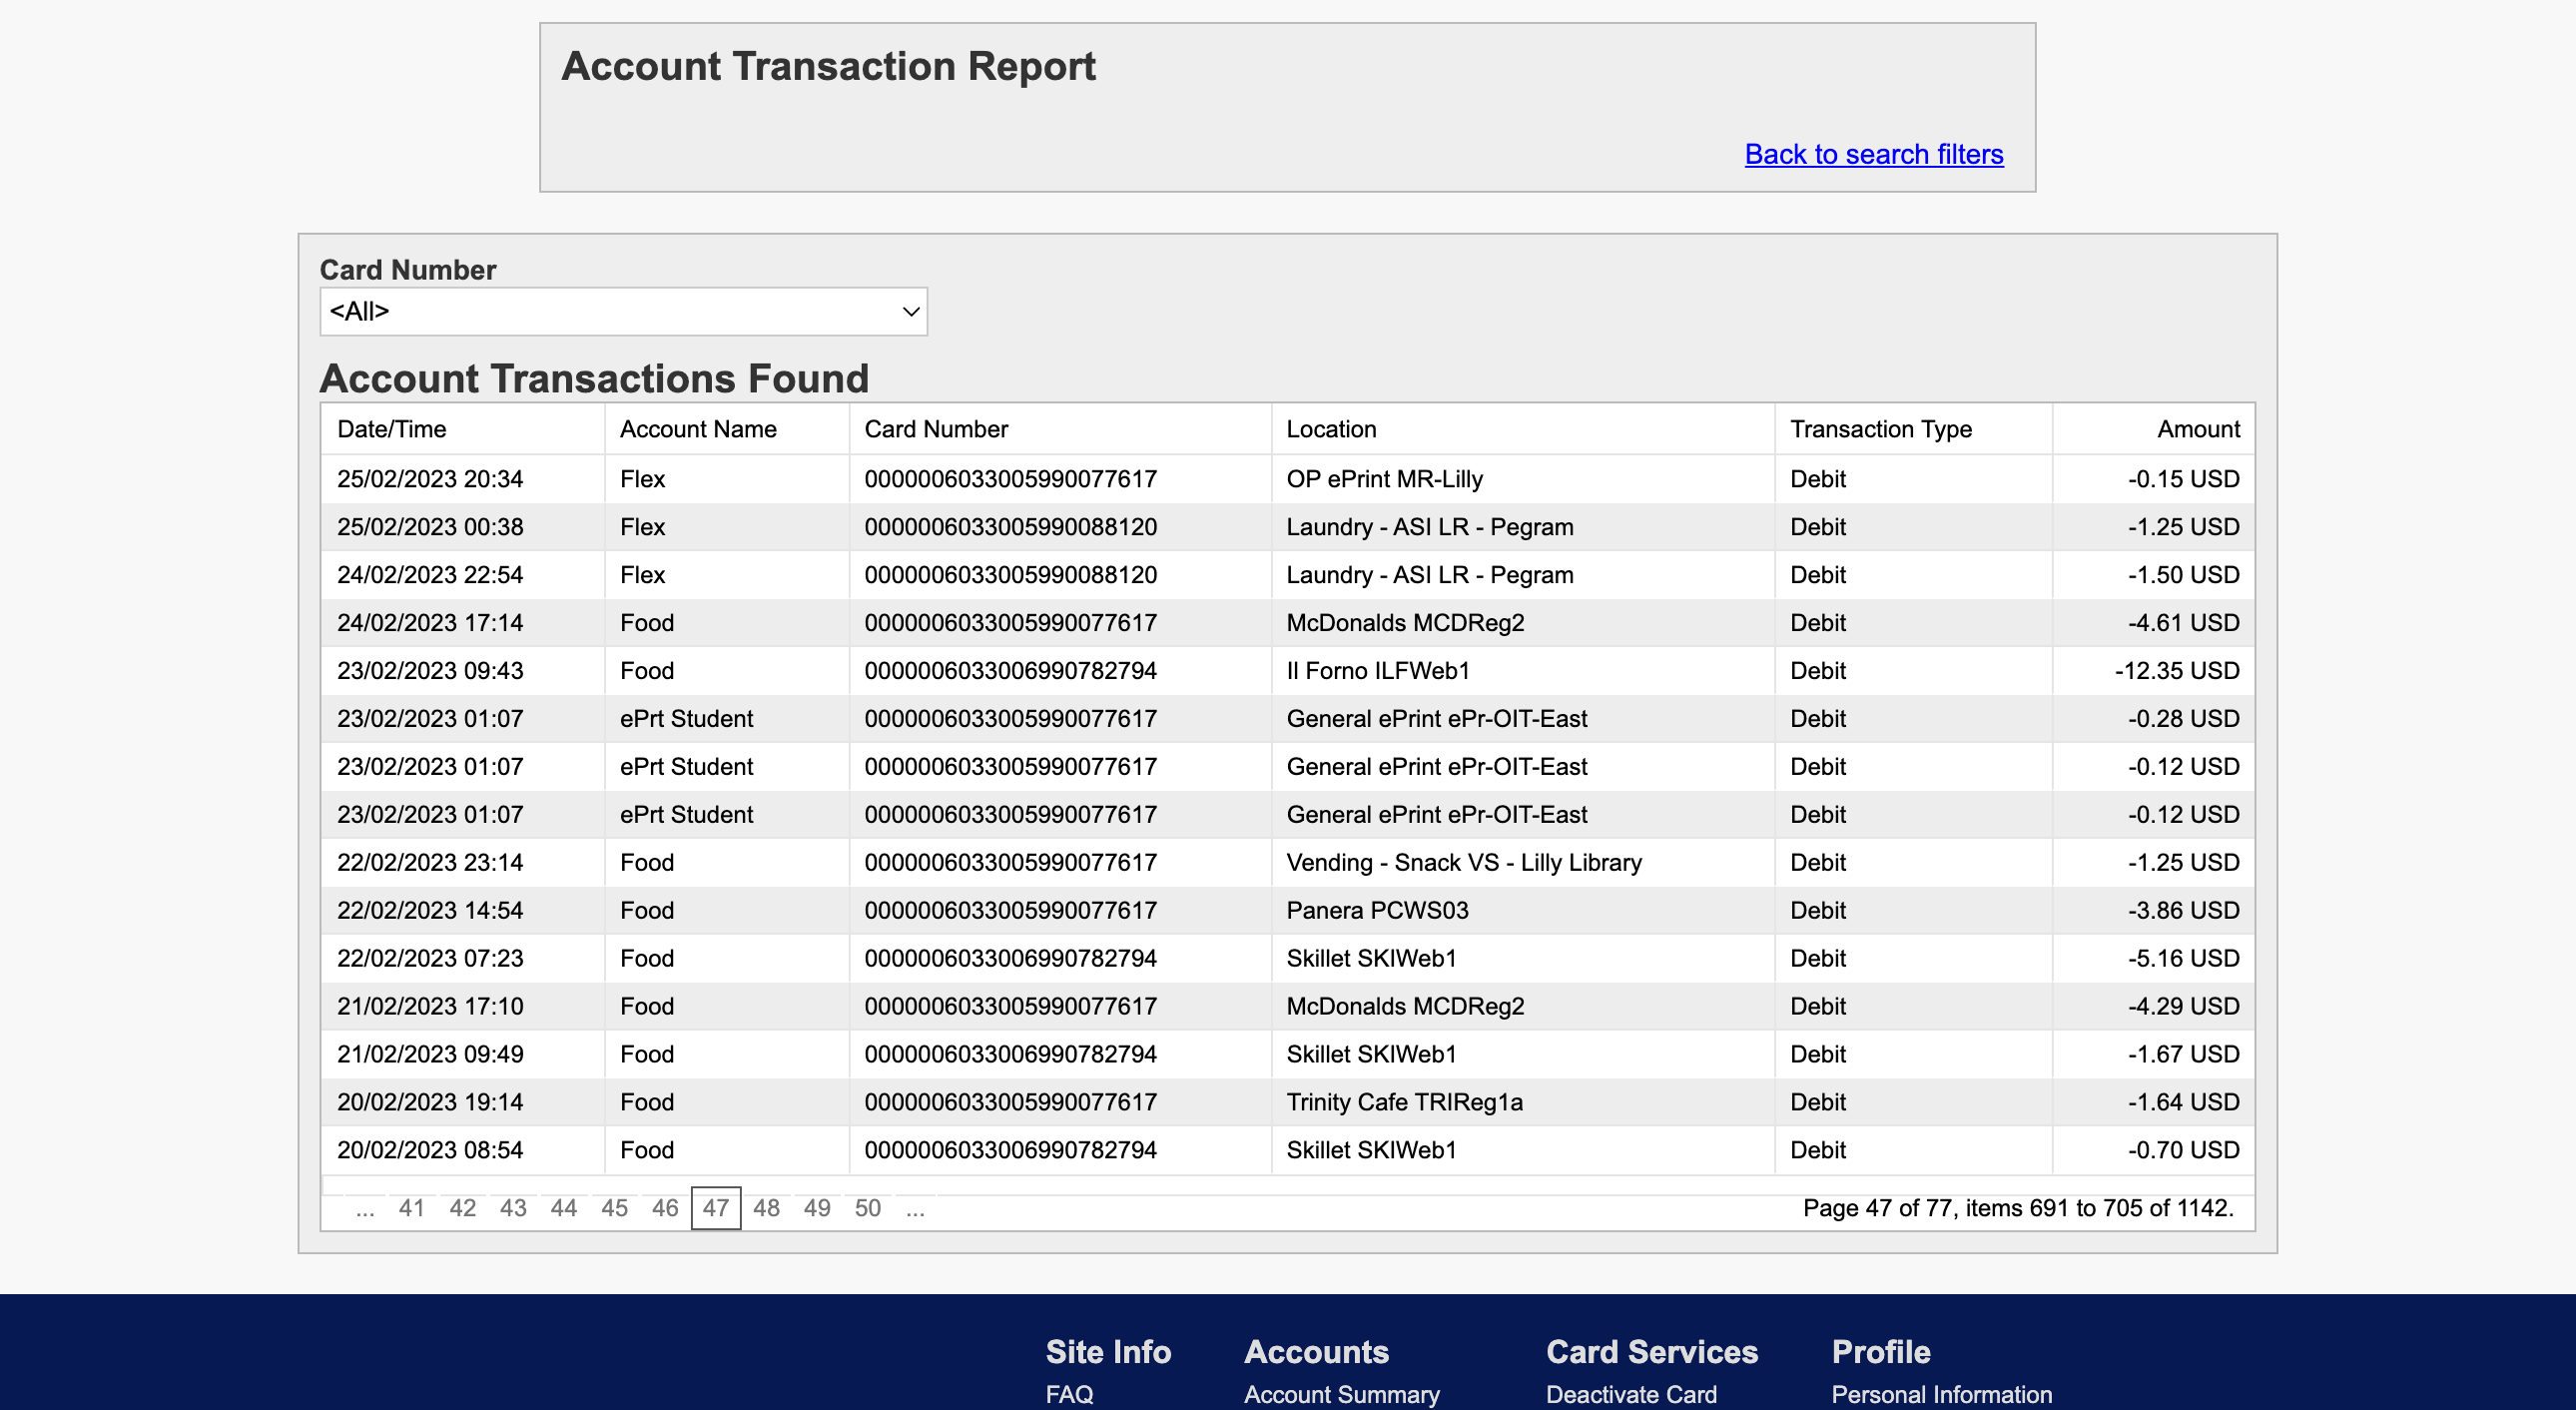 Account Transaction Report
Back to search filters
Card Number
<All>
Account Transactions Found
Date/Time Account Name Card Number Location Transaction Type Amount
25/02/2023 20:34 Flex 0000006033005990077617 OP ePrint MR-Lilly Debit -0.15 USD
25/02/2023 00:38 Flex 0000006033005990088120 Laundry - ASI LR - Pegram Debit -1.25 USD
24/02/2023 22:54 Flex 0000006033005990088120 Laundry - ASI LR - Pegram Debit -1.50 USD
24/02/2023 17:14 Food 0000006033005990077617 McDonalds MCDReg2 Debit -4.61 USD
23/02/2023 09:43 Food 0000006033006990782794 Il Forno ILFWeb1 Debit -12.35 USD
23/02/2023 01:07 ePrt Student 0000006033005990077617 General ePrint ePr-OIT-East Debit -0.28 USD
23/02/2023 01:07 ePrt Student 0000006033005990077617 General ePrint ePr-OIT-East Debit -0.12 USD
23/02/2023 01:07 ePrt Student 0000006033005990077617 General ePrint ePr-OIT-East Debit -0.12 USD
22/02/2023 23:14 Food 0000006033005990077617 Vending - Snack VS - Lilly Library Debit -1.25 USD
22/02/2023 14:54 Food 0000006033005990077617 Panera PCWS03 Debit -3.86 USD
22/02/2023 07:23 Food 0000006033006990782794 Skillet SKIWeb1 Debit -5.16 USD
21/02/2023 17:10 Food 0000006033005990077617 McDonalds MCDReg2 Debit -4.29 USD
21/02/2023 09:49 Food 0000006033006990782794 Skillet SKIWeb1 Debit -1.67 USD
20/02/2023 19:14 Food 0000006033005990077617 Trinity Cafe TRIReg1a Debit -1.64 USD
20/02/2023 08:54 Food 0000006033006990782794 Skillet SKIWeb1 Debit -0.70 USD
... 41 42 43 44 45 46 47 48 49 50 ... Page 47 of 77, items 691 to 705 of 1142.
Site Info Accounts Card Services Profile
FAQ Account Summary Deactivate Card Personal Information